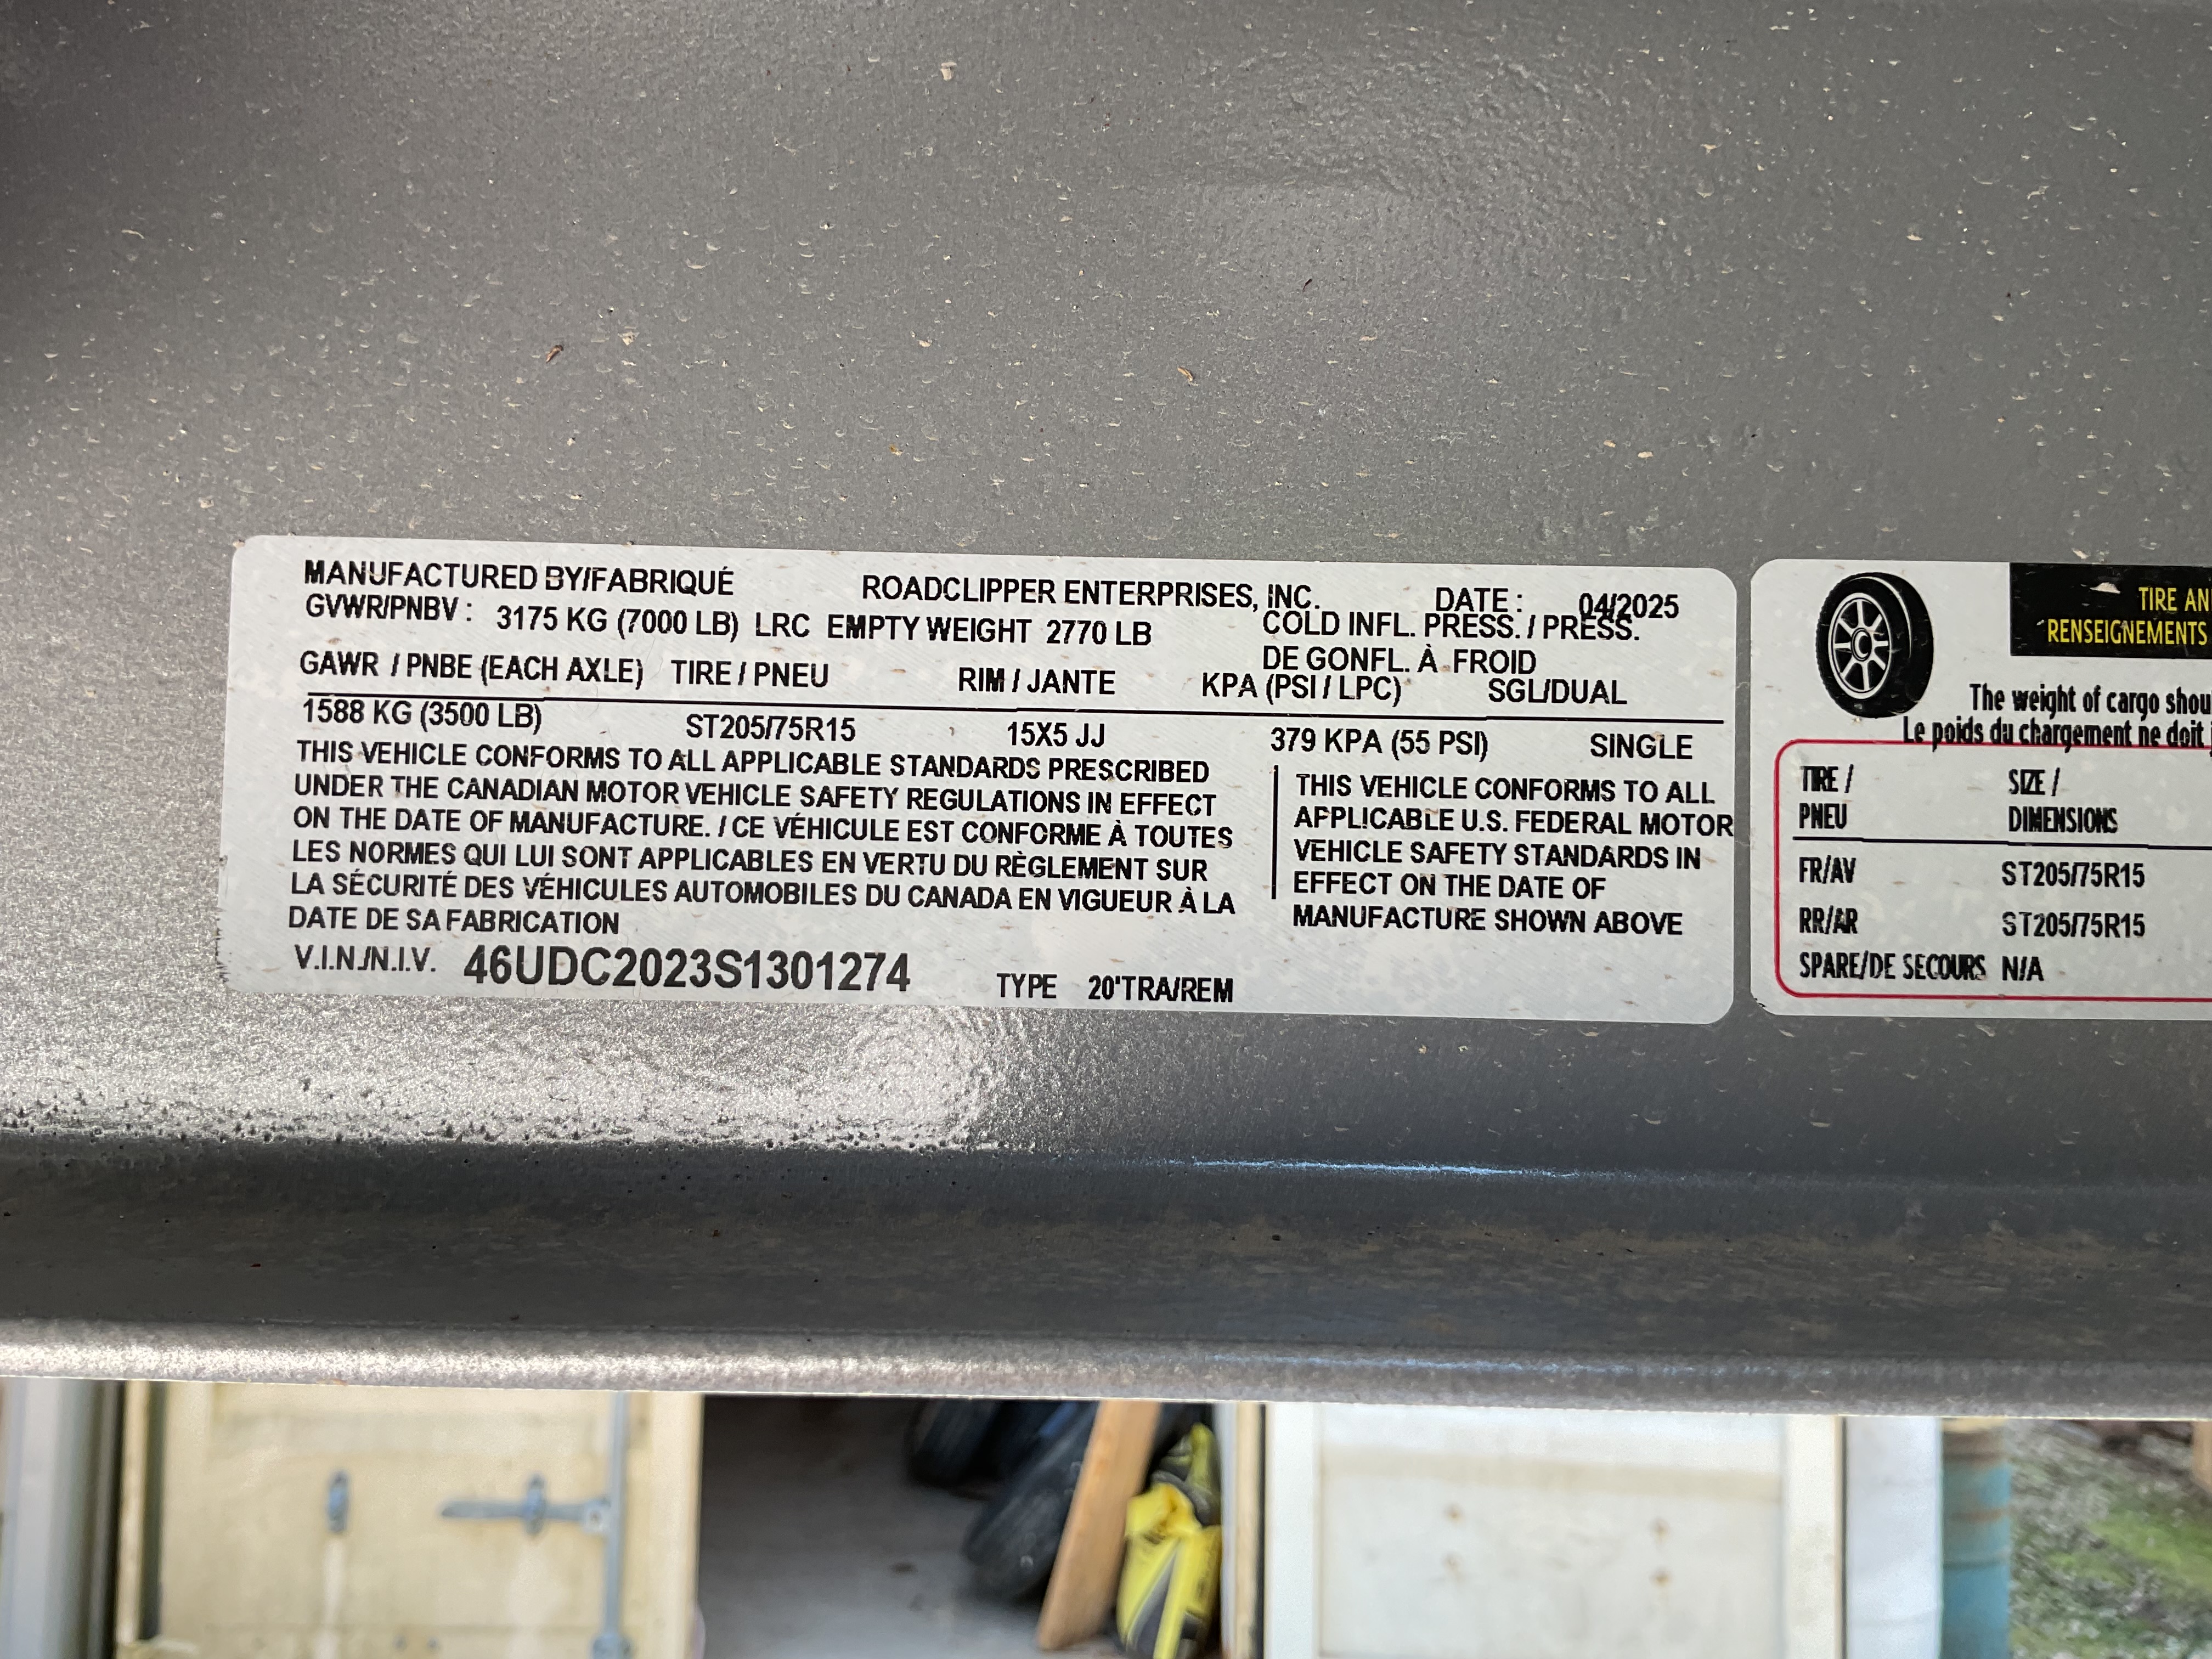 MANUFACTURED BY/FABRIQUÉ ROADCLIPPER ENTERPRISES, INC. DATE : 04/2025
GVWR/PNBV : 3175 KG (7000 LB) LRC EMPTY WEIGHT 2770 LB
COLD INFL. PRESS. / PRESS.
DE GONFL. À FROID
GAWR / PNBE (EACH AXLE) TIRE / PNEU RIM / JANTE KPA (PSI / LPC) SGL/DUAL
1588 KG (3500 LB) ST205/75R15 15X5 JJ 379 KPA (55 PSI) SINGLE
THIS VEHICLE CONFORMS TO ALL APPLICABLE STANDARDS PRESCRIBED
UNDER THE CANADIAN MOTOR VEHICLE SAFETY REGULATIONS IN EFFECT
ON THE DATE OF MANUFACTURE. / CE VÉHICULE EST CONFORME À TOUTES
LES NORMES QUI LUI SONT APPLICABLES EN VERTU DU RÈGLEMENT SUR
LA SÉCURITÉ DES VÉHICULES AUTOMOBILES DU CANADA EN VIGUEUR À LA
DATE DE SA FABRICATION
THIS VEHICLE CONFORMS TO ALL
APPLICABLE U.S. FEDERAL MOTOR
VEHICLE SAFETY STANDARDS IN
EFFECT ON THE DATE OF
MANUFACTURE SHOWN ABOVE
V.I.N./N.I.V. 46UDC2023S1301274 TYPE 20'TRA/REM
TIRE AN
RENSEIGNEMENTS
The weight of cargo shou
Le poids du chargement ne doit
TIRE / SIZE /
PNEU DIMENSIONS
FR/AV ST205/75R15
RR/AR ST205/75R15
SPARE/DE SECOURS N/A